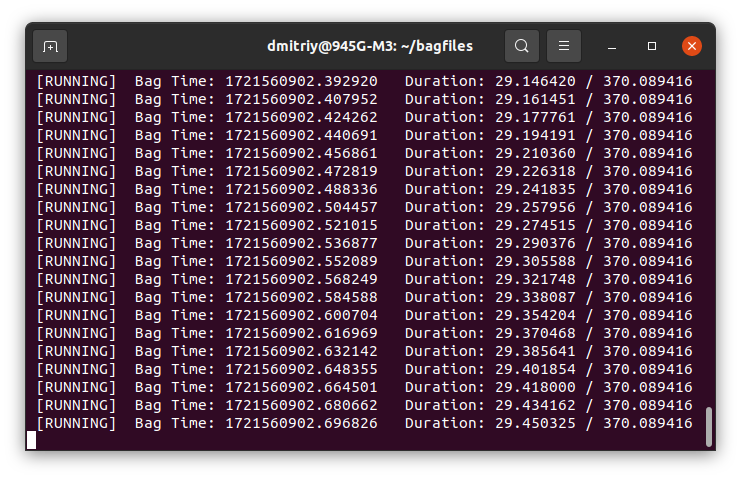 dmitriy@945G-M3: ~/bagfiles
[RUNNING]  Bag Time: 1721560902.392920   Duration: 29.146420 / 370.089416
[RUNNING]  Bag Time: 1721560902.407952   Duration: 29.161451 / 370.089416
[RUNNING]  Bag Time: 1721560902.424262   Duration: 29.177761 / 370.089416
[RUNNING]  Bag Time: 1721560902.440691   Duration: 29.194191 / 370.089416
[RUNNING]  Bag Time: 1721560902.456861   Duration: 29.210360 / 370.089416
[RUNNING]  Bag Time: 1721560902.472819   Duration: 29.226318 / 370.089416
[RUNNING]  Bag Time: 1721560902.488336   Duration: 29.241835 / 370.089416
[RUNNING]  Bag Time: 1721560902.504457   Duration: 29.257956 / 370.089416
[RUNNING]  Bag Time: 1721560902.521015   Duration: 29.274515 / 370.089416
[RUNNING]  Bag Time: 1721560902.536877   Duration: 29.290376 / 370.089416
[RUNNING]  Bag Time: 1721560902.552089   Duration: 29.305588 / 370.089416
[RUNNING]  Bag Time: 1721560902.568249   Duration: 29.321748 / 370.089416
[RUNNING]  Bag Time: 1721560902.584588   Duration: 29.338087 / 370.089416
[RUNNING]  Bag Time: 1721560902.600704   Duration: 29.354204 / 370.089416
[RUNNING]  Bag Time: 1721560902.616969   Duration: 29.370468 / 370.089416
[RUNNING]  Bag Time: 1721560902.632142   Duration: 29.385641 / 370.089416
[RUNNING]  Bag Time: 1721560902.648355   Duration: 29.401854 / 370.089416
[RUNNING]  Bag Time: 1721560902.664501   Duration: 29.418000 / 370.089416
[RUNNING]  Bag Time: 1721560902.680662   Duration: 29.434162 / 370.089416
[RUNNING]  Bag Time: 1721560902.696826   Duration: 29.450325 / 370.089416